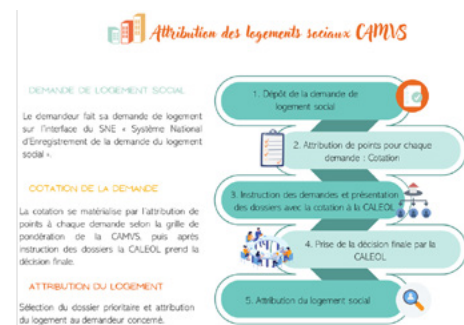 Attribution des logements sociaux CAMVS
DEMANDE DE LOGEMENT SOCIAL
Le demandeur fait sa demande de logement
sur l'interface du SNE « Système National
d'Enregistrement de la demande du logement
social ».
COTATION DE LA DEMANDE
La cotation se matérialise par l'attribution de
points à chaque demande selon la grille de
pondération de la CAMVS, puis après
instruction des dossiers la CALEOL prend la
décision finale.
ATTRIBUTION DU LOGEMENT
Sélection du dossier prioritaire et attribution
du logement au demandeur concerné.
1. Dépôt de la demande de
logement social
2. Attribution de points pour chaque
demande : Cotation
3. Instruction des demandes et présentation
des dossiers avec la cotation à la CALEOL
4. Prise de la décision finale par la
CALEOL
5. Attribution du logement social